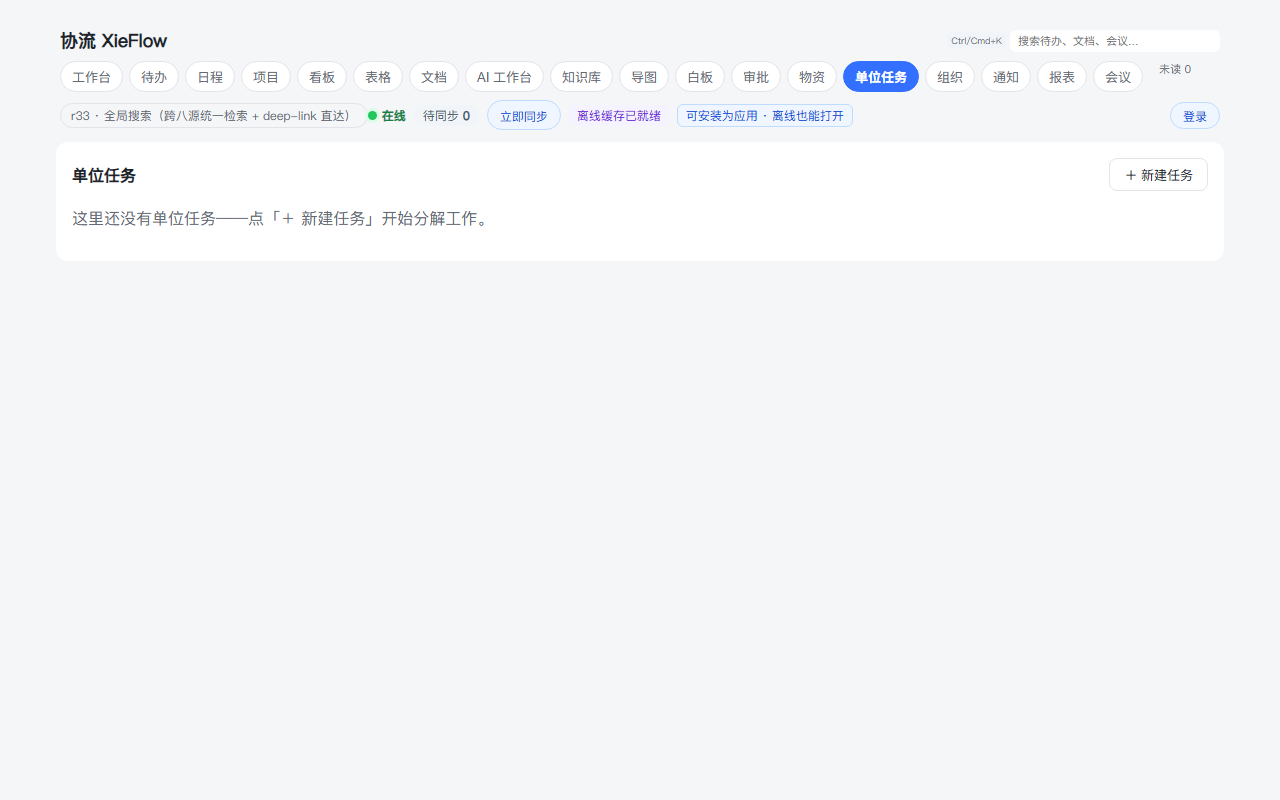 协流 XieFlow
Ctrl/Cmd+K 搜索待办、文档、会议...
工作台 待办 日程 项目 看板 表格 文档 AI 工作台 知识库 导图 白板 审批 物资 单位任务 组织 通知 报表 会议 未读 0
r33 · 全局搜索（跨八源统一检索 + deep-link 直达） 在线 待同步 0 立即同步 离线缓存已就绪 可安装为应用 · 离线也能打开 登录
单位任务 ＋ 新建任务
这里还没有单位任务——点「＋ 新建任务」开始分解工作。